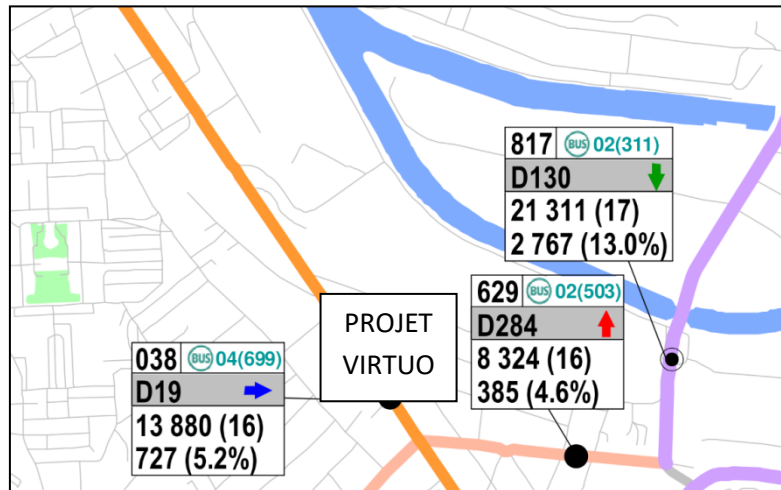 817 BUS 02(311)
D130
21 311 (17)
2 767 (13.0%)
629 BUS 02(503)
D284
8 324 (16)
385 (4.6%)
PROJET
VIRTUO
038 BUS 04(699)
D19
13 880 (16)
727 (5.2%)